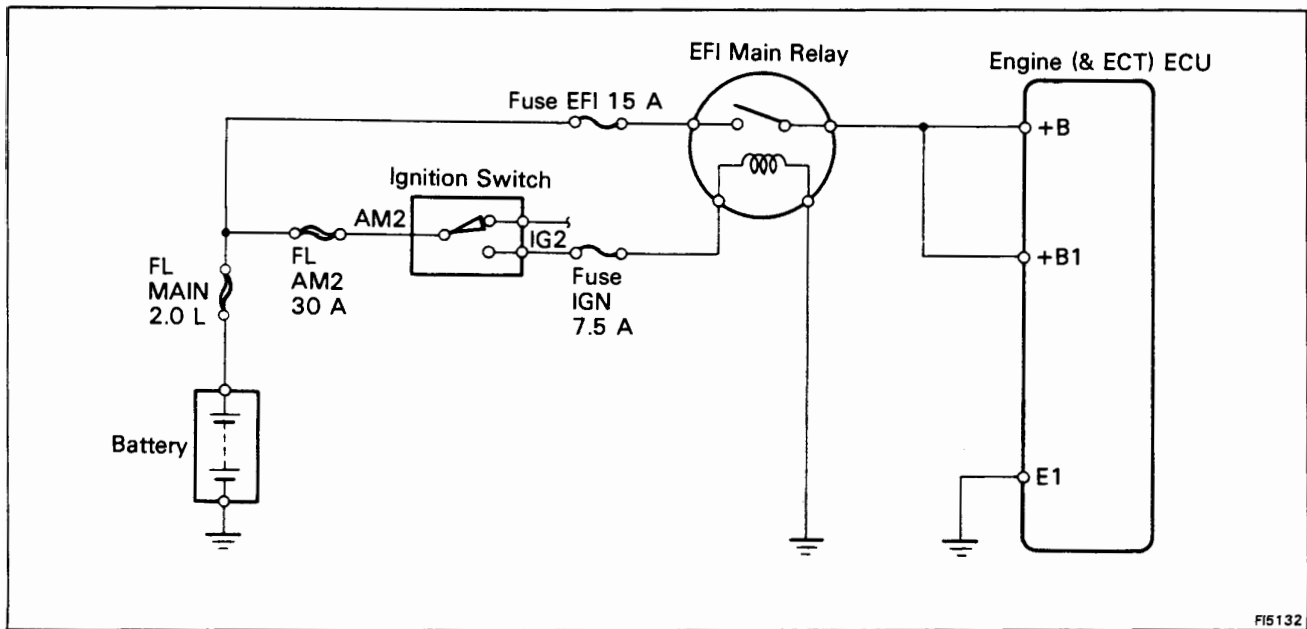 EFI Main Relay
Engine (& ECT) ECU
Fuse EFI 15 A
+B
Ignition Switch
AM2
IG2
+B1
FL
MAIN
2.0 L
FL
AM2
30 A
Fuse
IGN
7.5 A
Battery
E1
FI5132